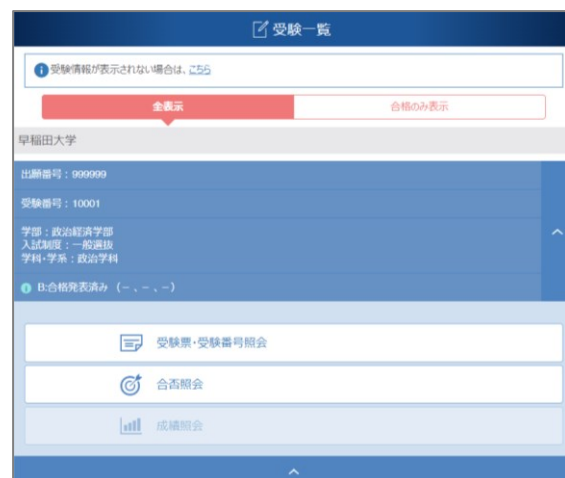 受験一覧
受験情報が表示されない場合は、こちら
全表示
合格のみ表示
早稲田大学
出願番号：999999
受験番号：10001
学部：政治経済学部
入試制度：一般選抜
学科・学系：政治学科
B:合格発表済み （－、－、－）
受験票・受験番号照会
合否照会
成績照会